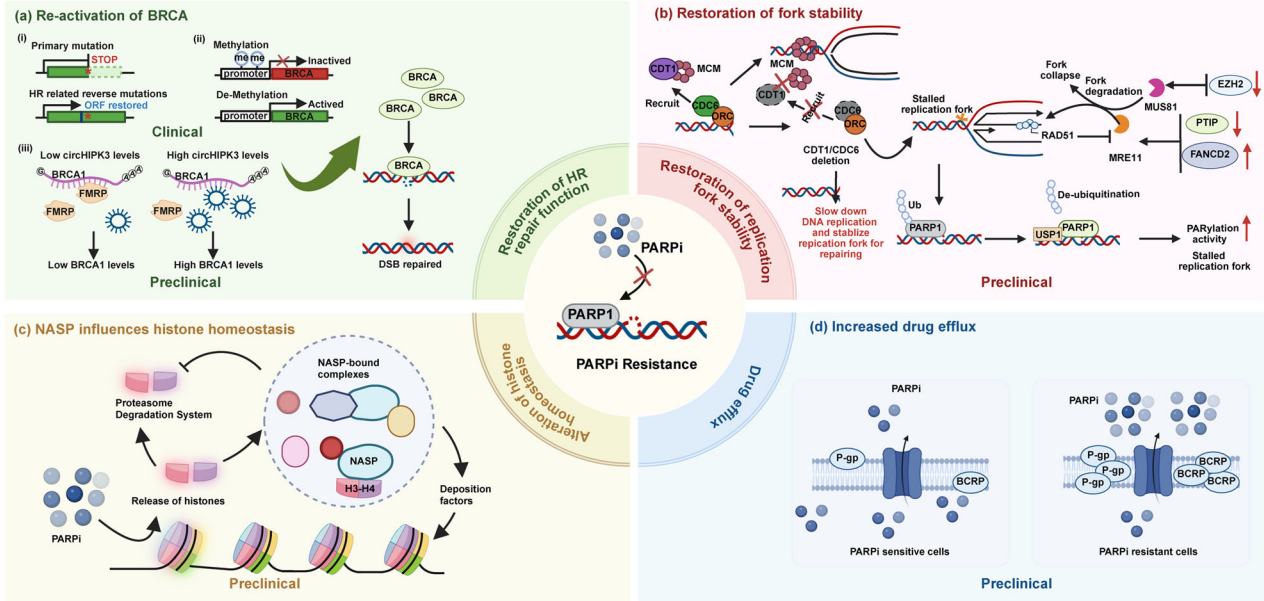 (a) Re-activation of BRCA
(i)
Primary mutation
STOP
*
HR related reverse mutations
ORF restored
*
(ii)
Methylation
me me
Inactived
promoter BRCA
De-Methylation
Actived
promoter BRCA
Clinical
BRCA
BRCA
BRCA
BRCA
DSB repaired
(iii)
Low circHIPK3 levels
G BRCA1 AAA
FMRP
FMRP
Low BRCA1 levels
High circHIPK3 levels
G BRCA1 AAA
FMRP
High BRCA1 levels
Preclinical
(b) Restoration of fork stability
CDT1
MCM
Recruit
CDC6
ORC
MCM
CDT1
Recruit
CDC6
ORC
CDT1/CDC6
deletion
Slow down
DNA replication
and stablize
repication fork for
repairing
Stalled
replication fork
Fork
collapse
Fork
degradation
RAD51
MUS81
MRE11
EZH2
PTIP
FANCD2
Ub
PARP1
De-ubiquitination
USP1
PARP1
PARylation
activity
Stalled
replication fork
Preclinical
Restoration of HR
repair function
Restoration of replication
fork stability
Alteration of histone
homeostasis
Drug efflux
PARPi
PARP1
PARPi Resistance
(c) NASP influences histone homeostasis
Proteasome
Degradation System
NASP-bound
complexes
NASP
H3-H4
Release of histones
PARPi
Deposition
factors
Preclinical
(d) Increased drug efflux
PARPi
P-gp
BCRP
PARPi sensitive cells
PARPi
P-gp
P-gp
P-gp
BCRP
BCRP
BCRP
PARPi resistant cells
Preclinical